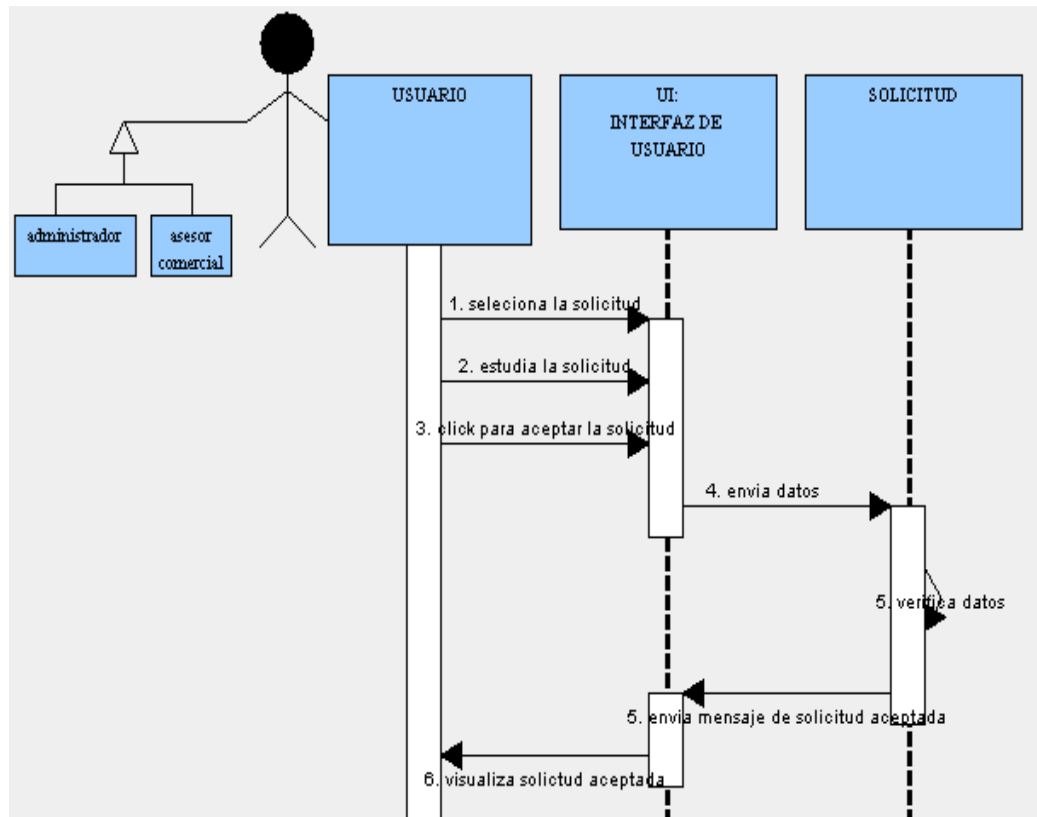 USUARIO
UI:
INTERFAZ DE
USUARIO
SOLICITUD
administrador
asesor
comercial
1. seleciona la solicitud
2. estudia la solicitud
3. click para aceptar la solicitud
4. envia datos
5. verifica datos
5. envia mensaje de solicitud aceptada
6. visualiza solictud aceptada